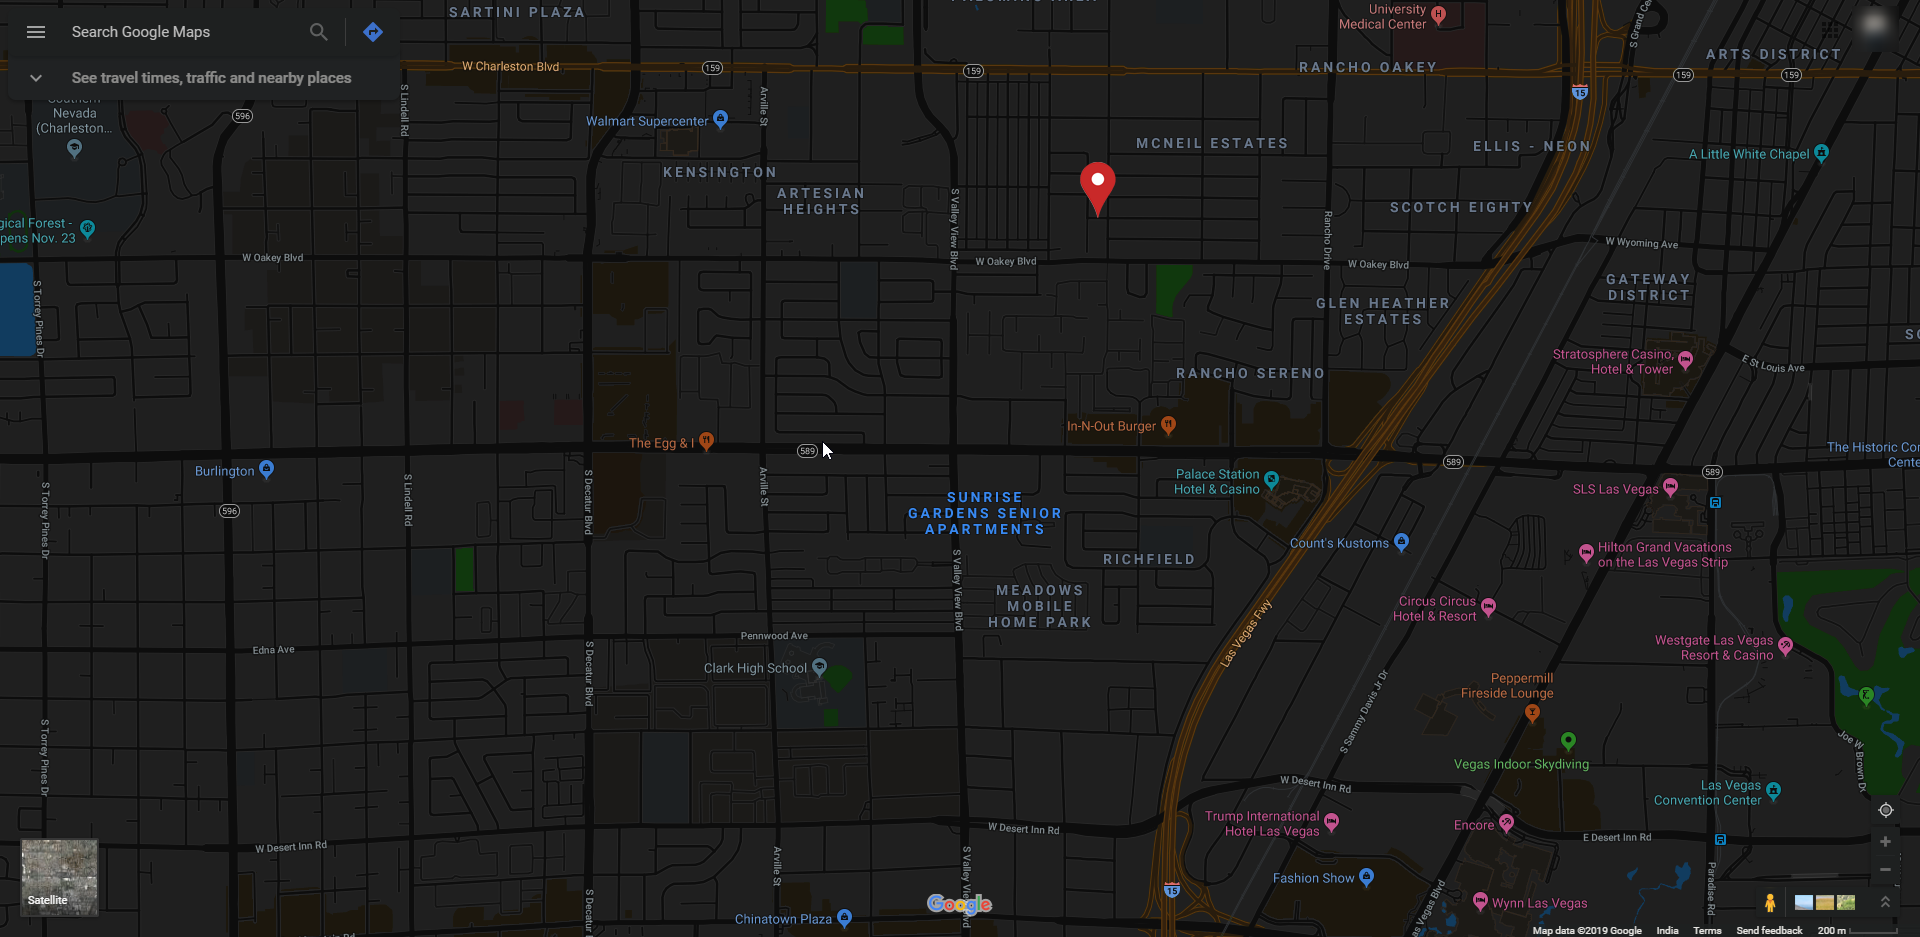 SARTINI PLAZA
University
Medical Center
H
Search Google Maps
See travel times, traffic and nearby places
W Charleston Blvd
159
159
RANCHO OAKEY
ARTS DISTRICT
159
159
15
S Lindell Rd
Arville St
Southern
Nevada
(Charleston...
596
Walmart Supercenter
MCNEIL ESTATES
ELLIS - NEON
A Little White Chapel
KENSINGTON
ARTESIAN
HEIGHTS
S Valley View Blvd
Rancho Drive
SCOTCH EIGHTY
gical Forest -
pens Nov. 23
W Oakey Blvd
W Oakey Blvd
W Oakey Blvd
W Wyoming Ave
GATEWAY
DISTRICT
S Torrey Pines Dr
GLEN HEATHER
ESTATES
Stratosphere Casino,
Hotel & Tower
E St Louis Ave
RANCHO SERENO
In-N-Out Burger
The Egg & I
589
589
589
The Historic Co
Cente
Burlington
596
S Torrey Pines Dr
S Lindell Rd
S Decatur Blvd
Arville St
Palace Station
Hotel & Casino
SLS Las Vegas
SUNRISE
GARDENS SENIOR
APARTMENTS
Count's Kustoms
Hilton Grand Vacations
on the Las Vegas Strip
RICHFIELD
S Valley View Blvd
MEADOWS
MOBILE
HOME PARK
Circus Circus
Hotel & Resort
Las Vegas Fwy
Westgate Las Vegas
Resort & Casino
Edna Ave
Pennwood Ave
Clark High School
S Decatur Blvd
Peppermill
Fireside Lounge
S Sammy Davis Jr Dr
S Torrey Pines Dr
Vegas Indoor Skydiving
Joe W Brown Dr
W Desert Inn Rd
Las Vegas
Convention Center
Trump International
Hotel Las Vegas
Encore
W Desert Inn Rd
E Desert Inn Rd
W Desert Inn Rd
Arville St
Fashion Show
15
Paradise Rd
Satellite
Google
Wynn Las Vegas
Chinatown Plaza
S Decatur Blvd
Map data ©2019 Google
India
Terms
Send feedback
200 m